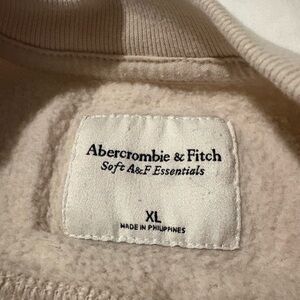 Abercrombie & Fitch
Soft A&F Essentials
XL
MADE IN PHILIPPINES